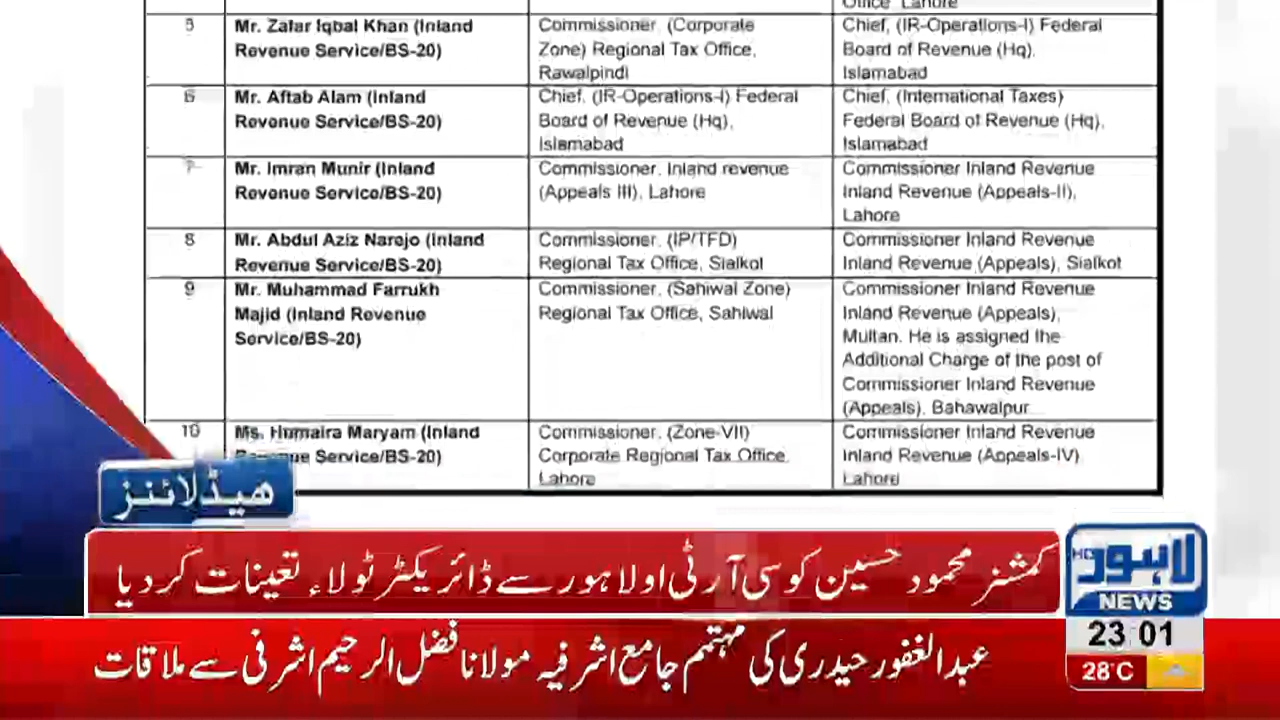 Office Lahore
5
Mr. Zafar Iqbal Khan (Inland
Revenue Service/BS-20)
Commissioner, (Corporate
Zone) Regional Tax Office,
Rawalpindi
Chief, (IR-Operations-I) Federal
Board of Revenue (Hq),
Islamabad
6
Mr. Aftab Alam (Inland
Revenue Service/BS-20)
Chief, (IR-Operations-I) Federal
Board of Revenue (Hq),
Islamabad
Chief, (International Taxes)
Federal Board of Revenue (Hq),
Islamabad
7
Mr. Imran Munir (Inland
Revenue Service/BS-20)
Commissioner, Inland revenue
(Appeals III), Lahore
Commissioner Inland Revenue
Inland Revenue (Appeals-II),
Lahore
8
Mr. Abdul Aziz Narejo (Inland
Revenue Service/BS-20)
Commissioner, (IP/TFD)
Regional Tax Office, Sialkot
Commissioner Inland Revenue
Inland Revenue (Appeals), Sialkot
9
Mr. Muhammad Farrukh
Majid (Inland Revenue
Service/BS-20)
Commissioner, (Sahiwal Zone)
Regional Tax Office, Sahiwal
Commissioner Inland Revenue
Inland Revenue (Appeals),
Multan. He is assigned the
Additional Charge of the post of
Commissioner Inland Revenue
(Appeals), Bahawalpur
10
Ms. Humaira Maryam (Inland
Service/BS-20)
Commissioner, (Zone-VII)
Corporate Regional Tax Office
Lahore
Commissioner Inland Revenue
Inland Revenue (Appeals-IV)
Lahore
ھیڈلائنز
کمشنر محمود حسین کو سی آر ٹی او لاہور سے ڈائریکٹر ٹو لاء تعینات کر دیا
عبدالغفور حیدری کی مہتمم جامع اشرفیہ مولانا فضل الرحیم اشرفی سے ملاقات
لاہور
HD
NEWS
23 01
28°C